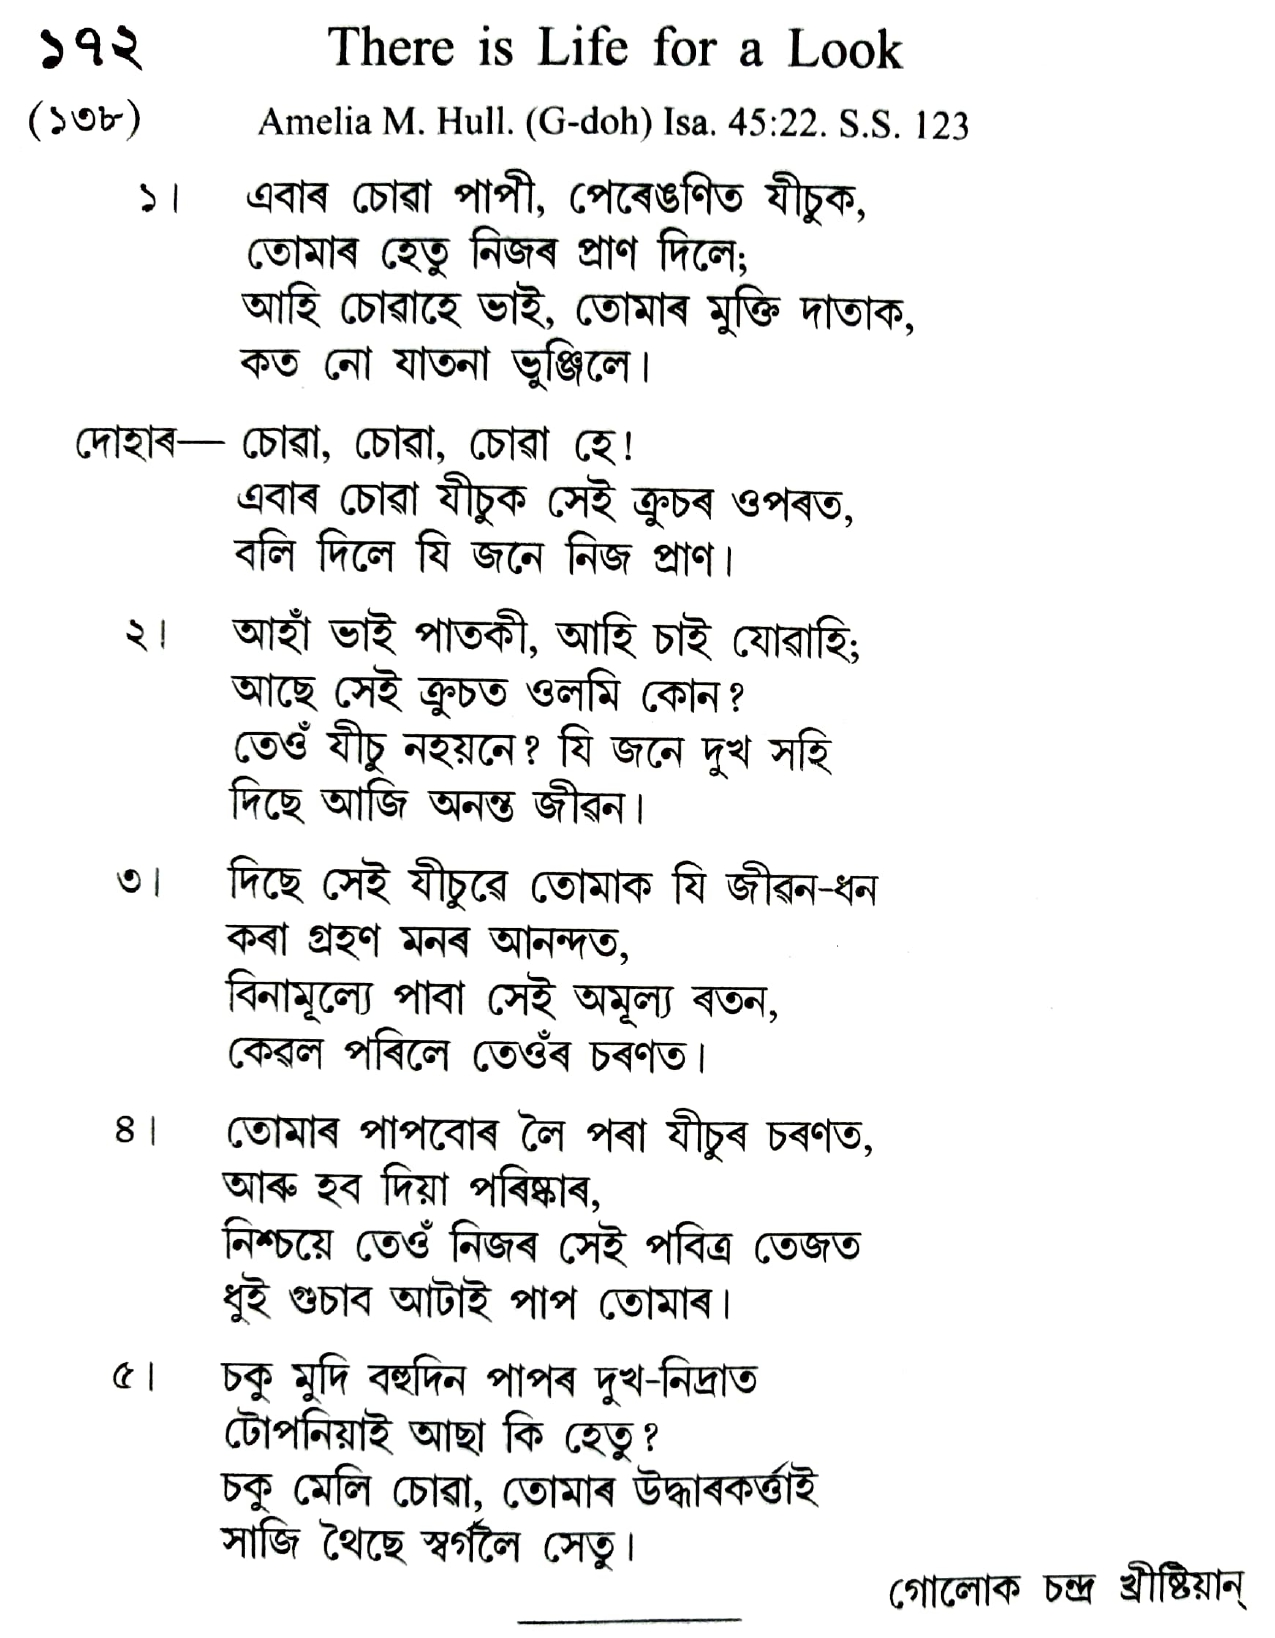 ১৭২ There is Life for a Look
(১৩৮) Amelia M. Hull. (G-doh) Isa. 45:22. S.S. 123
১। এবাৰ চোৱা পাপী, পেৰেঙণিত যীচুক,
তোমাৰ হেতু নিজৰ প্ৰাণ দিলে;
আহি চোৱাহে ভাই, তোমাৰ মুক্তি দাতাক,
কত নো যাতনা ভুঞ্জিলে।
দোহাৰ— চোৱা, চোৱা, চোৱা হে!
এবাৰ চোৱা যীচুক সেই ক্ৰুচৰ ওপৰত,
বলি দিলে যি জনে নিজ প্ৰাণ।
২। আহাঁ ভাই পাতকী, আহি চাই যোৱাহি;
আছে সেই ক্ৰুচত ওলমি কোন?
তেওঁ যীচু নহয়নে? যি জনে দুখ সহি
দিছে আজি অনন্ত জীৱন।
৩। দিছে সেই যীচুৱে তোমাক যি জীৱন-ধন
কৰা গ্ৰহণ মনৰ আনন্দত,
বিনামূল্যে পাবা সেই অমূল্য ৰতন,
কেৱল পৰিলে তেওঁৰ চৰণত।
৪। তোমাৰ পাপবোৰ লৈ পৰা যীচুৰ চৰণত,
আৰু হব দিয়া পৰিষ্কাৰ,
নিশ্চয়ে তেওঁ নিজৰ সেই পবিত্ৰ তেজত
ধুই গুচাব আটাই পাপ তোমাৰ।
৫। চকু মুদি বহুদিন পাপৰ দুখ-নিদ্ৰাত
টোপনিয়াই আছা কি হেতু?
চকু মেলি চোৱা, তোমাৰ উদ্ধাৰকৰ্ত্তাই
সাজি থৈছে স্বৰ্গলৈ সেতু।
গোলোক চন্দ্ৰ খ্ৰীষ্টিয়ান্